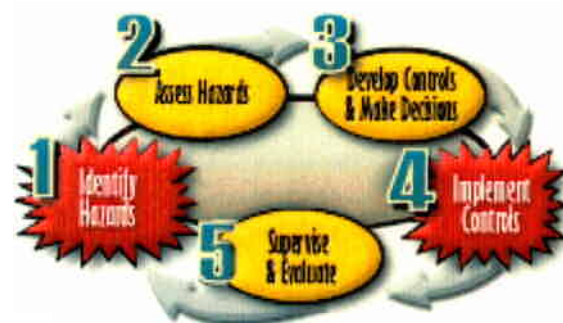 1
Identify
Hazards
2
Assess Hazards
3
Develop Controls
& Make Decisions
4
Implement
Controls
5
Supervise
& Evaluate